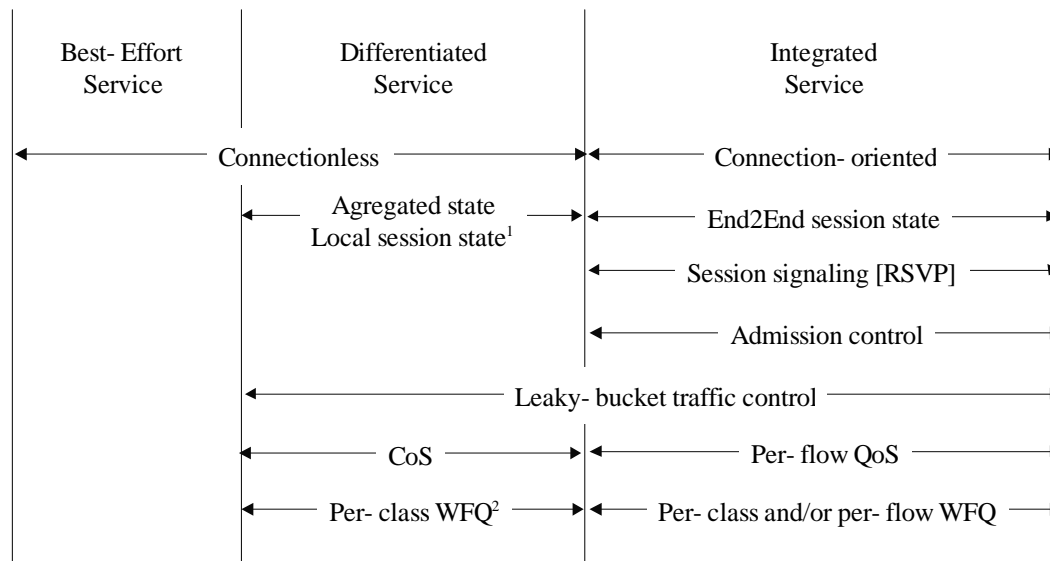 Best- Effort
Service
Differentiated
Service
Integrated
Service
Connectionless
Connection- oriented
Agregated state
Local session state¹
End2End session state
Session signaling [RSVP]
Admission control
Leaky- bucket traffic control
CoS
Per- flow QoS
Per- class WFQ²
Per- class and/or per- flow WFQ